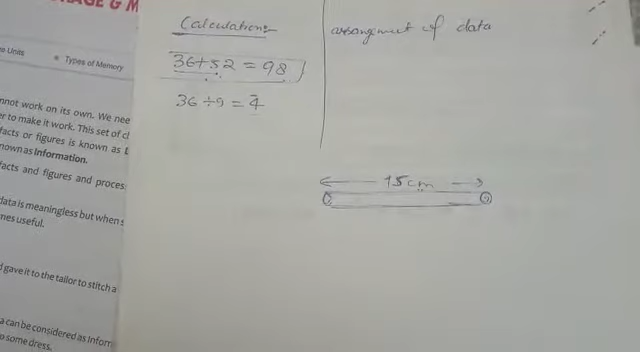 AGE & M
Units
Types of Memory
nnot work on its own. We nee
er to make it work. This set of
facts or figures is known as
nown as Information.
facts and figures and proces
data is meaningless but when
mes useful.
gave it to the tailor to stitch a
a can be considered as Inform
o some dress.
Calculations
36+52 = 98
36÷9 = 4
arrangment of data
15cm